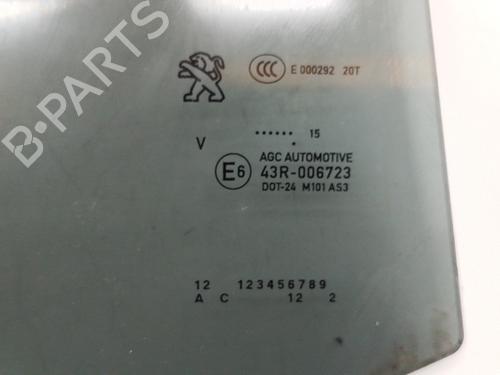 B-PARTS
CCC E 000292 20T
...... 15
V .
AGC AUTOMOTIVE
E6 43R-006723
DOT-24 M101 AS3
12 123456789
A C 12 2